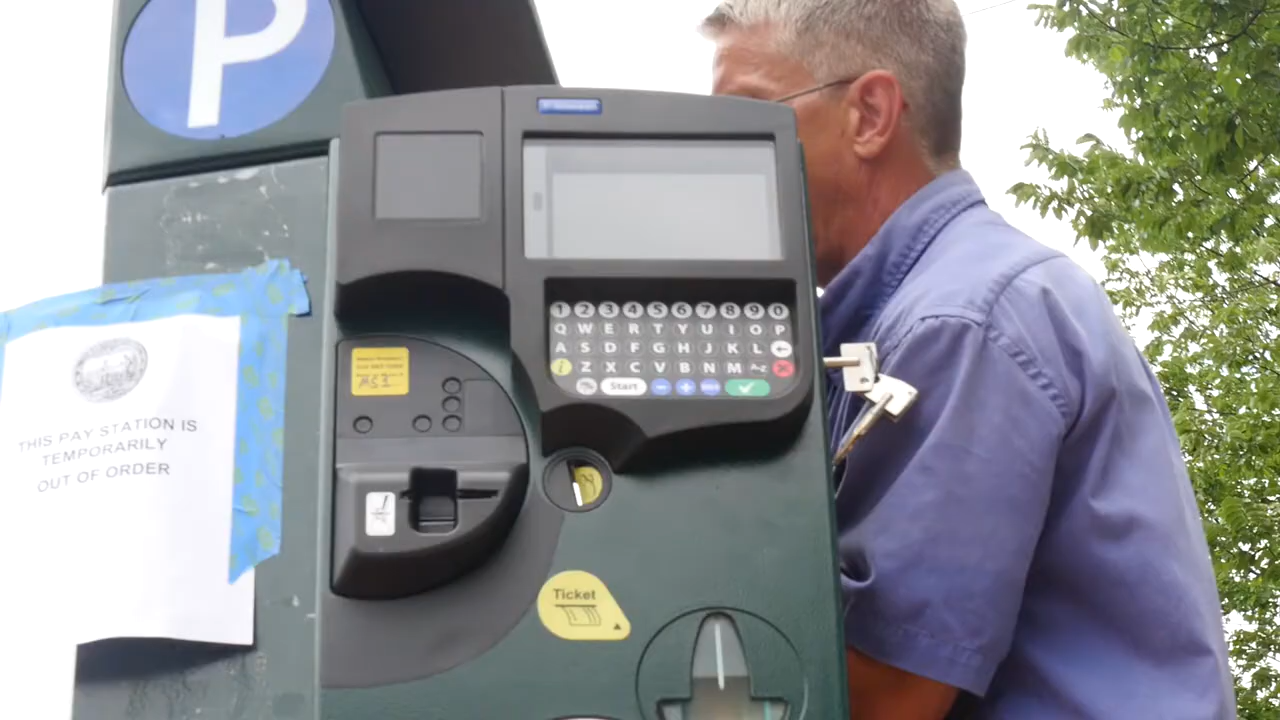 P
THIS PAY STATION IS
TEMPORARILY
OUT OF ORDER
1 2 3 4 5 6 7 8 9 0
Q W E R T Y U I O P
A S D F G H J K L
i Z X C V B N M A-Z
Start
Ticket